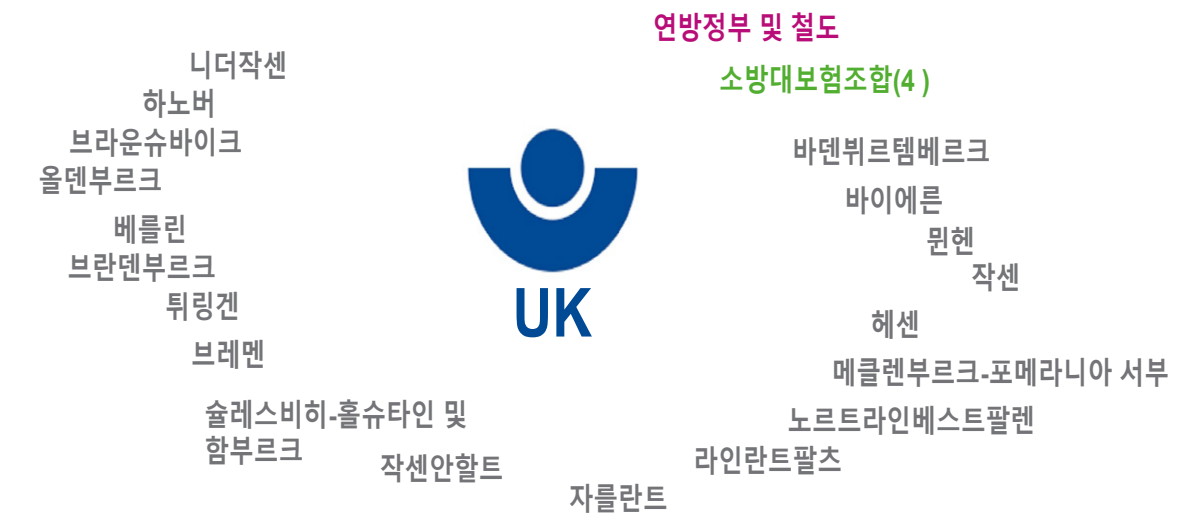 연방정부 및 철도
소방대보험조합(4 )
니더작센
하노버
브라운슈바이크
올덴부르크
베를린
브란덴부르크
튀링겐
브레멘
슐레스비히-홀슈타인 및
함부르크
작센안할트
자를란트
라인란트팔츠
노르트라인베스트팔렌
메클렌부르크-포메라니아 서부
헤센
작센
뮌헨
바이에른
바덴뷔르템베르크
UK